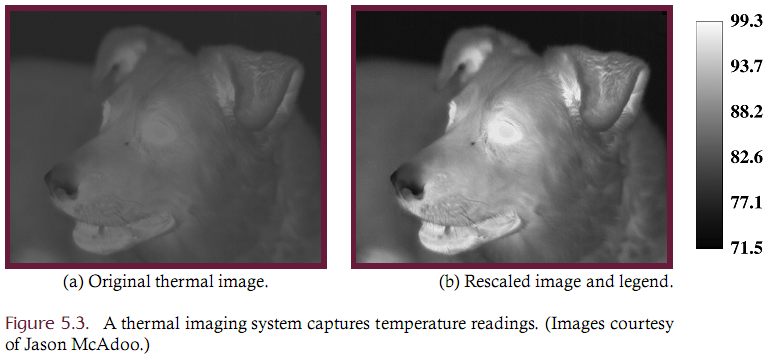 99.3
93.7
88.2
82.6
77.1
71.5
(a) Original thermal image.
(b) Rescaled image and legend.
Figure 5.3. A thermal imaging system captures temperature readings. (Images courtesy
of Jason McAdoo.)